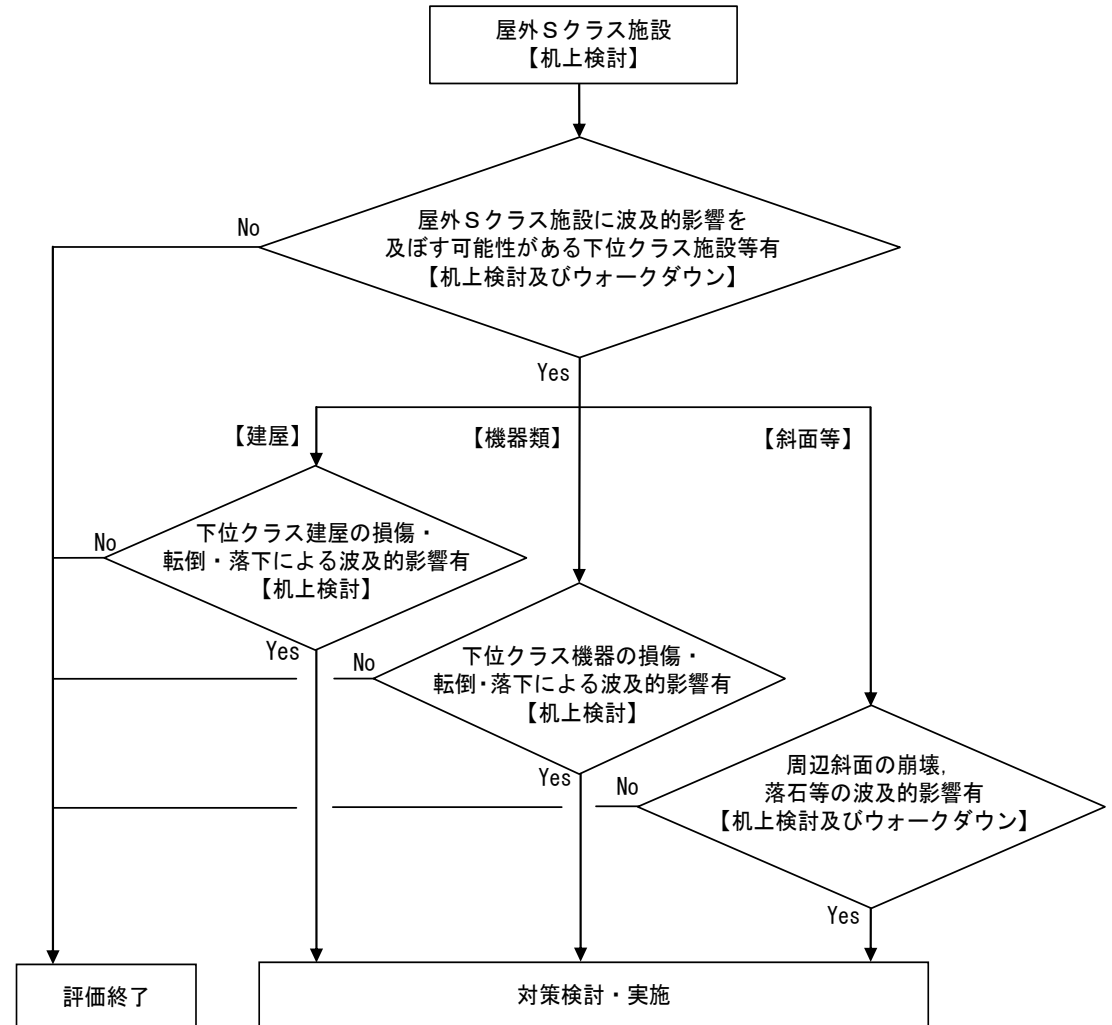 屋外Ｓクラス施設
【机上検討】
No
屋外Ｓクラス施設に波及的影響を
及ぼす可能性がある下位クラス施設等有
【机上検討及びウォークダウン】
Yes
【建屋】
【機器類】
【斜面等】
No
下位クラス建屋の損傷・
転倒・落下による波及的影響有
【机上検討】
Yes
No
下位クラス機器の損傷・
転倒・落下による波及的影響有
【机上検討】
Yes
No
周辺斜面の崩壊，
落石等の波及的影響有
【机上検討及びウォークダウン】
Yes
評価終了
対策検討・実施